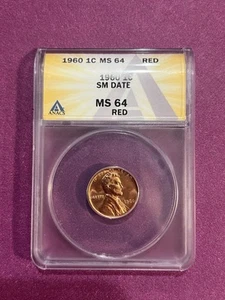 1960 1C MS 64 RED
1960 1C
SM DATE
MS 64
RED
ANACS